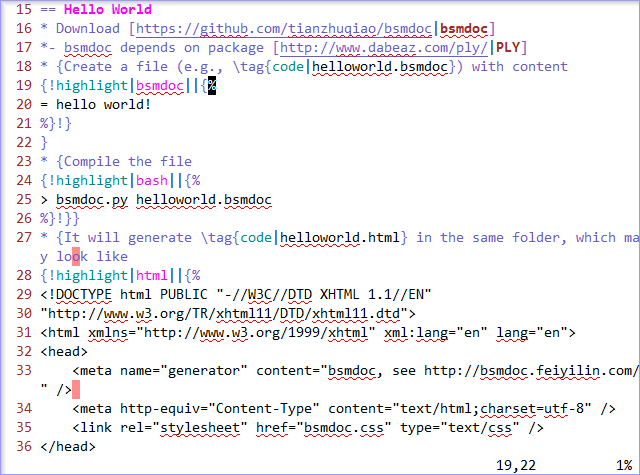 15 == Hello World
16 * Download [https://github.com/tianzhuqiao/bsmdoc|bsmdoc]
17 *- bsmdoc depends on package [http://www.dabeaz.com/ply/|PLY]
18 * {Create a file (e.g., \tag{code|helloworld.bsmdoc}) with content
19 {!highlight|bsmdoc||{%
20 = hello world!
21 %}!}
22 }
23 * {Compile the file
24 {!highlight|bash||{%
25 > bsmdoc.py helloworld.bsmdoc
26 %}!}}
27 * {It will generate \tag{code|helloworld.html} in the same folder, which ma
y look like
28 {!highlight|html||{%
29 <!DOCTYPE html PUBLIC "-//W3C//DTD XHTML 1.1//EN"
30 "http://www.w3.org/TR/xhtml11/DTD/xhtml11.dtd">
31 <html xmlns="http://www.w3.org/1999/xhtml" xml:lang="en" lang="en">
32 <head>
33     <meta name="generator" content="bsmdoc, see http://bsmdoc.feiyilin.com/
" />
34     <meta http-equiv="Content-Type" content="text/html;charset=utf-8" />
35     <link rel="stylesheet" href="bsmdoc.css" type="text/css" />
36 </head>
19,22 1%